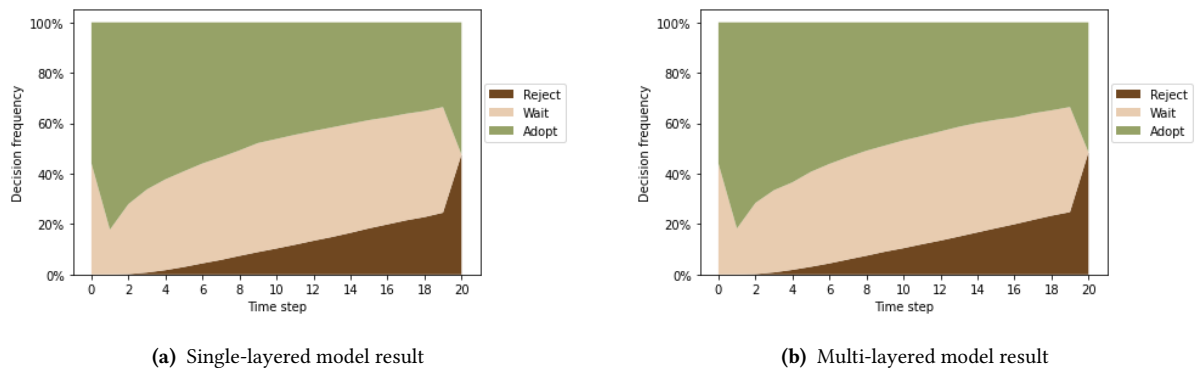 100%
80%
60%
40%
20%
0%
Decision frequency
0 2 4 6 8 10 12 14 16 18 20
Time step
Reject
Wait
Adopt
(a) Single-layered model result
100%
80%
60%
40%
20%
0%
Decision frequency
0 2 4 6 8 10 12 14 16 18 20
Time step
Reject
Wait
Adopt
(b) Multi-layered model result